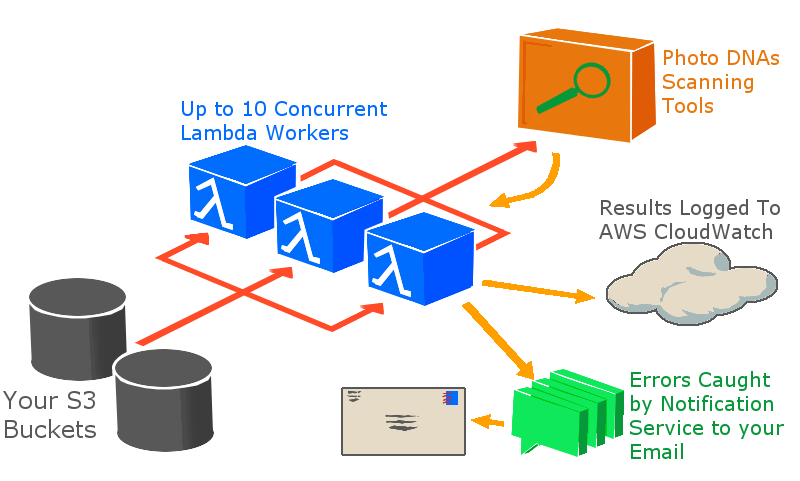 Photo DNAs
Scanning
Tools
Up to 10 Concurrent
Lambda Workers
Results Logged To
AWS CloudWatch
Your S3
Buckets
Errors Caught
by Notification
Service to your
Email